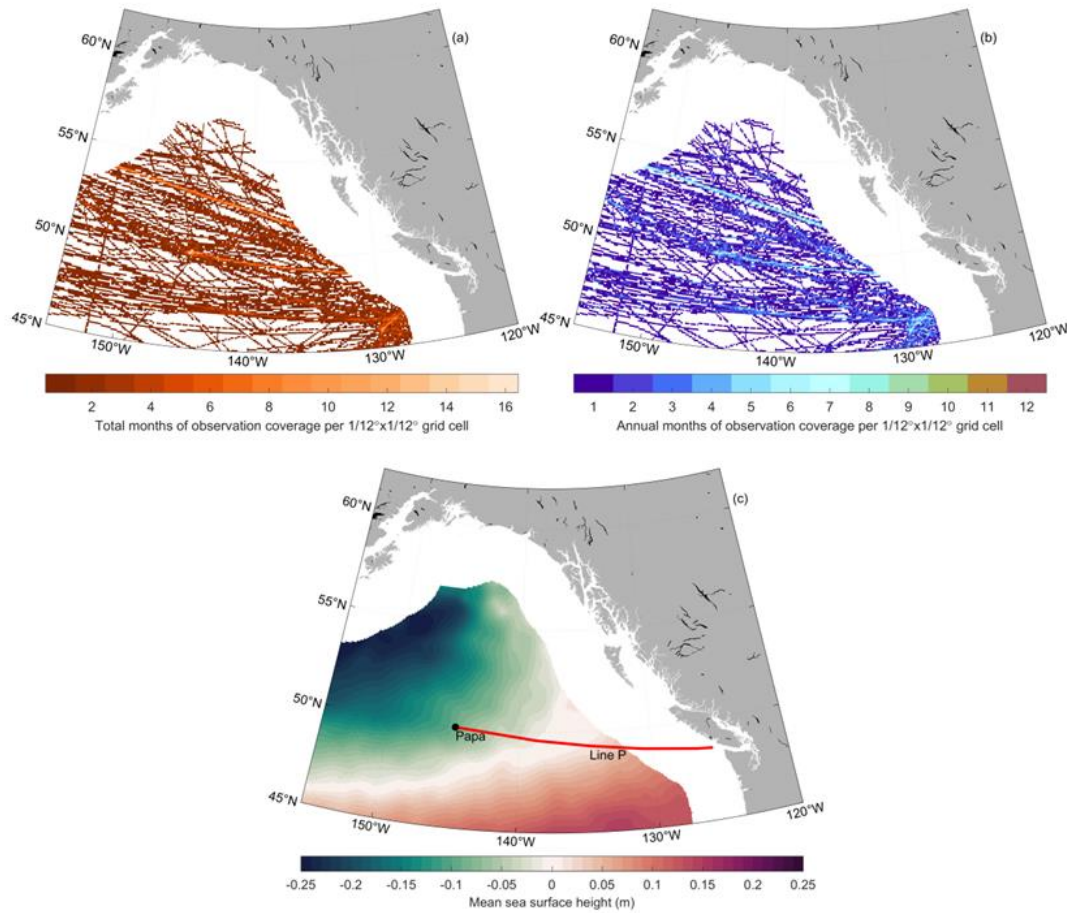 (a)
60°N
55°N
50°N
45°N
150°W
140°W
130°W
120°W
2 4 6 8 10 12 14 16
Total months of observation coverage per 1/12°x1/12° grid cell
(b)
60°N
55°N
50°N
45°N
150°W
140°W
130°W
120°W
1 2 3 4 5 6 7 8 9 10 11 12
Annual months of observation coverage per 1/12°x1/12° grid cell
(c)
60°N
55°N
50°N
45°N
Papa
Line P
150°W
140°W
130°W
120°W
-0.25 -0.2 -0.15 -0.1 -0.05 0 0.05 0.1 0.15 0.2 0.25
Mean sea surface height (m)